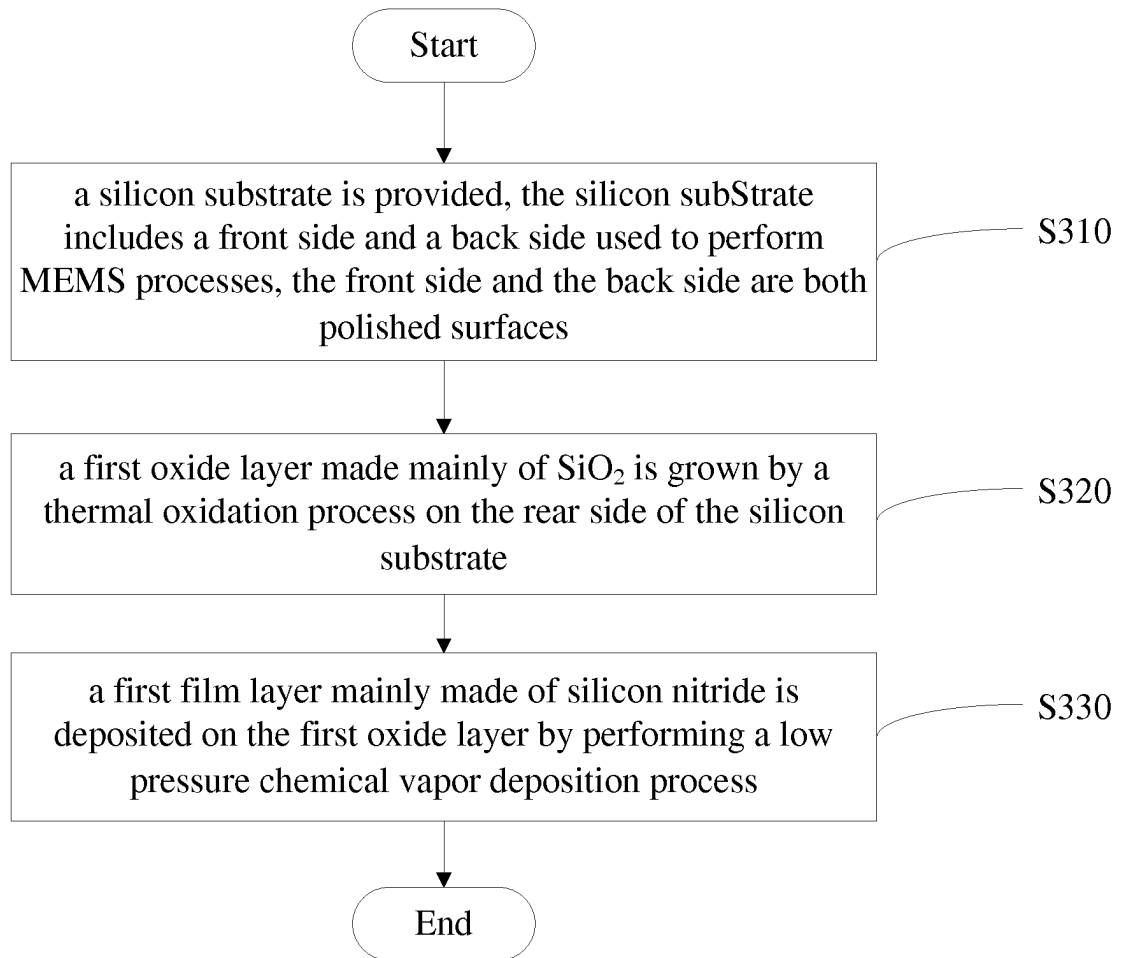 Start
a silicon substrate is provided, the silicon subStrate
includes a front side and a back side used to perform
MEMS processes, the front side and the back side are both
polished surfaces
S310
a first oxide layer made mainly of SiO₂ is grown by a
thermal oxidation process on the rear side of the silicon
substrate
S320
a first film layer mainly made of silicon nitride is
deposited on the first oxide layer by performing a low
pressure chemical vapor deposition process
S330
End